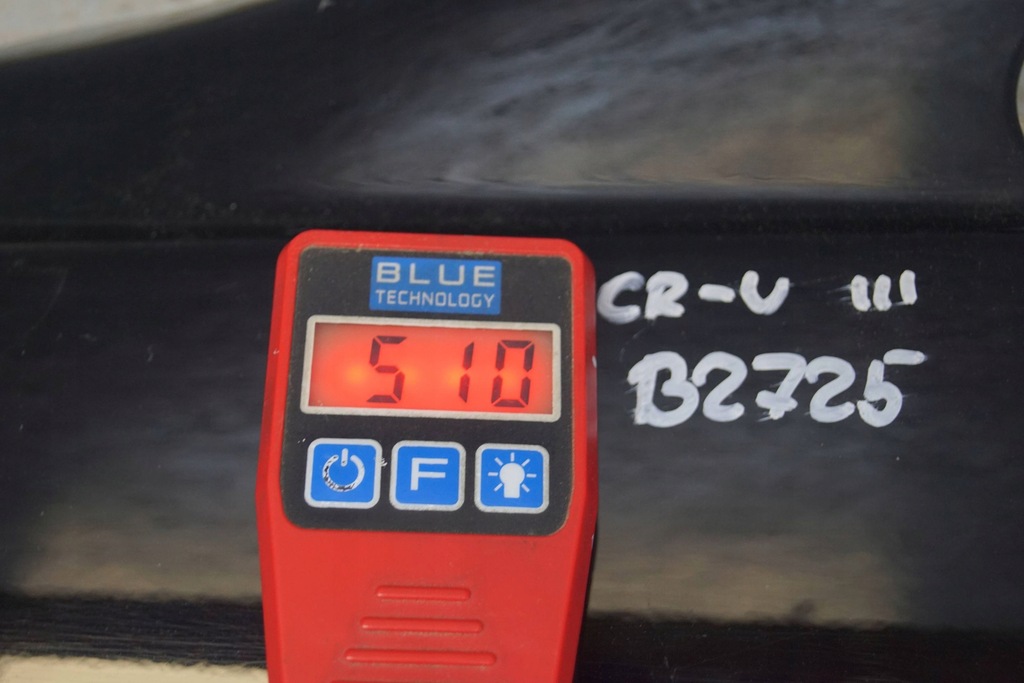 BLUE
TECHNOLOGY
510
F
CR-V III
B2725